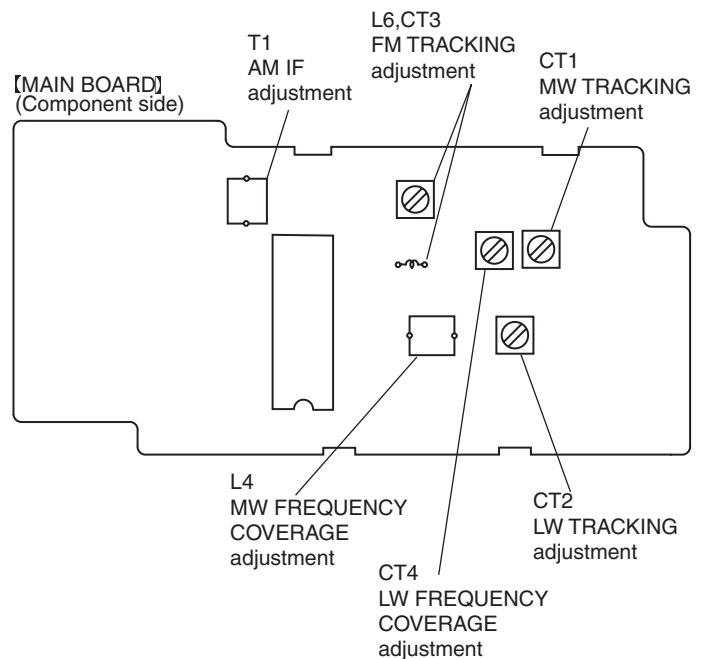 【MAIN BOARD】
(Component side)
T1
AM IF
adjustment
L6,CT3
FM TRACKING
adjustment
CT1
MW TRACKING
adjustment
L4
MW FREQUENCY
COVERAGE
adjustment
CT4
LW FREQUENCY
COVERAGE
adjustment
CT2
LW TRACKING
adjustment